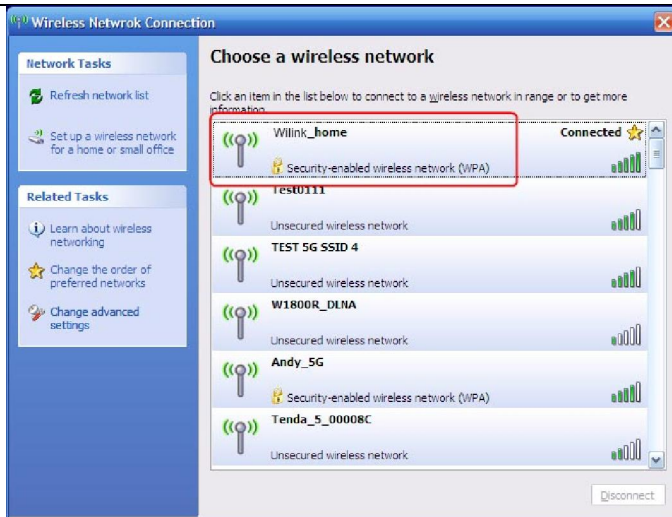 Wireless Netwrok Connection
Network Tasks
Refresh network list
Set up a wireless network
for a home or small office
Related Tasks
Learn about wireless
networking
Change the order of
preferred networks
Change advanced
settings
Choose a wireless network
Click an item in the list below to connect to a wireless network in range or to get more
information.
Wilink_home
Connected
Security-enabled wireless network (WPA)
Test0111
Unsecured wireless network
TEST 5G SSID 4
Unsecured wireless network
W1800R_DLNA
Unsecured wireless network
Andy_5G
Security-enabled wireless network (WPA)
Tenda_5_00008C
Unsecured wireless network
Disconnect